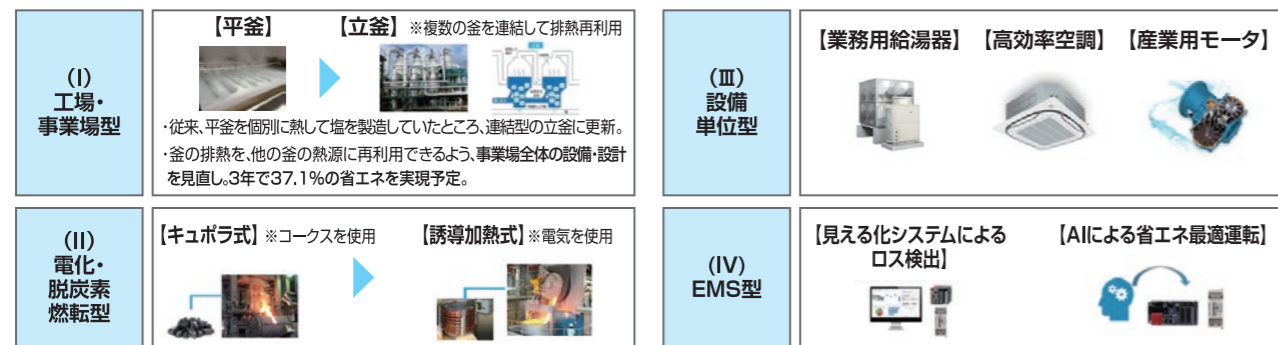 (Ⅰ)
工場・
事業場型
【平釜】
【立釜】 ※複数の釜を連結して排熱再利用
・従来、平釜を個別に熱して塩を製造していたところ、連結型の立釜に更新。
・釜の排熱を、他の釜の熱源に再利用できるよう、事業場全体の設備・設計
を見直し。3年で37.1%の省エネを実現予定。
(Ⅱ)
電化・
脱炭素
燃転型
【キュポラ式】 ※コークスを使用
【誘導加熱式】 ※電気を使用
(Ⅲ)
設備
単位型
【業務用給湯器】 【高効率空調】 【産業用モータ】
(Ⅳ)
EMS型
【見える化システムによる
ロス検出】
【AIによる省エネ最適運転】